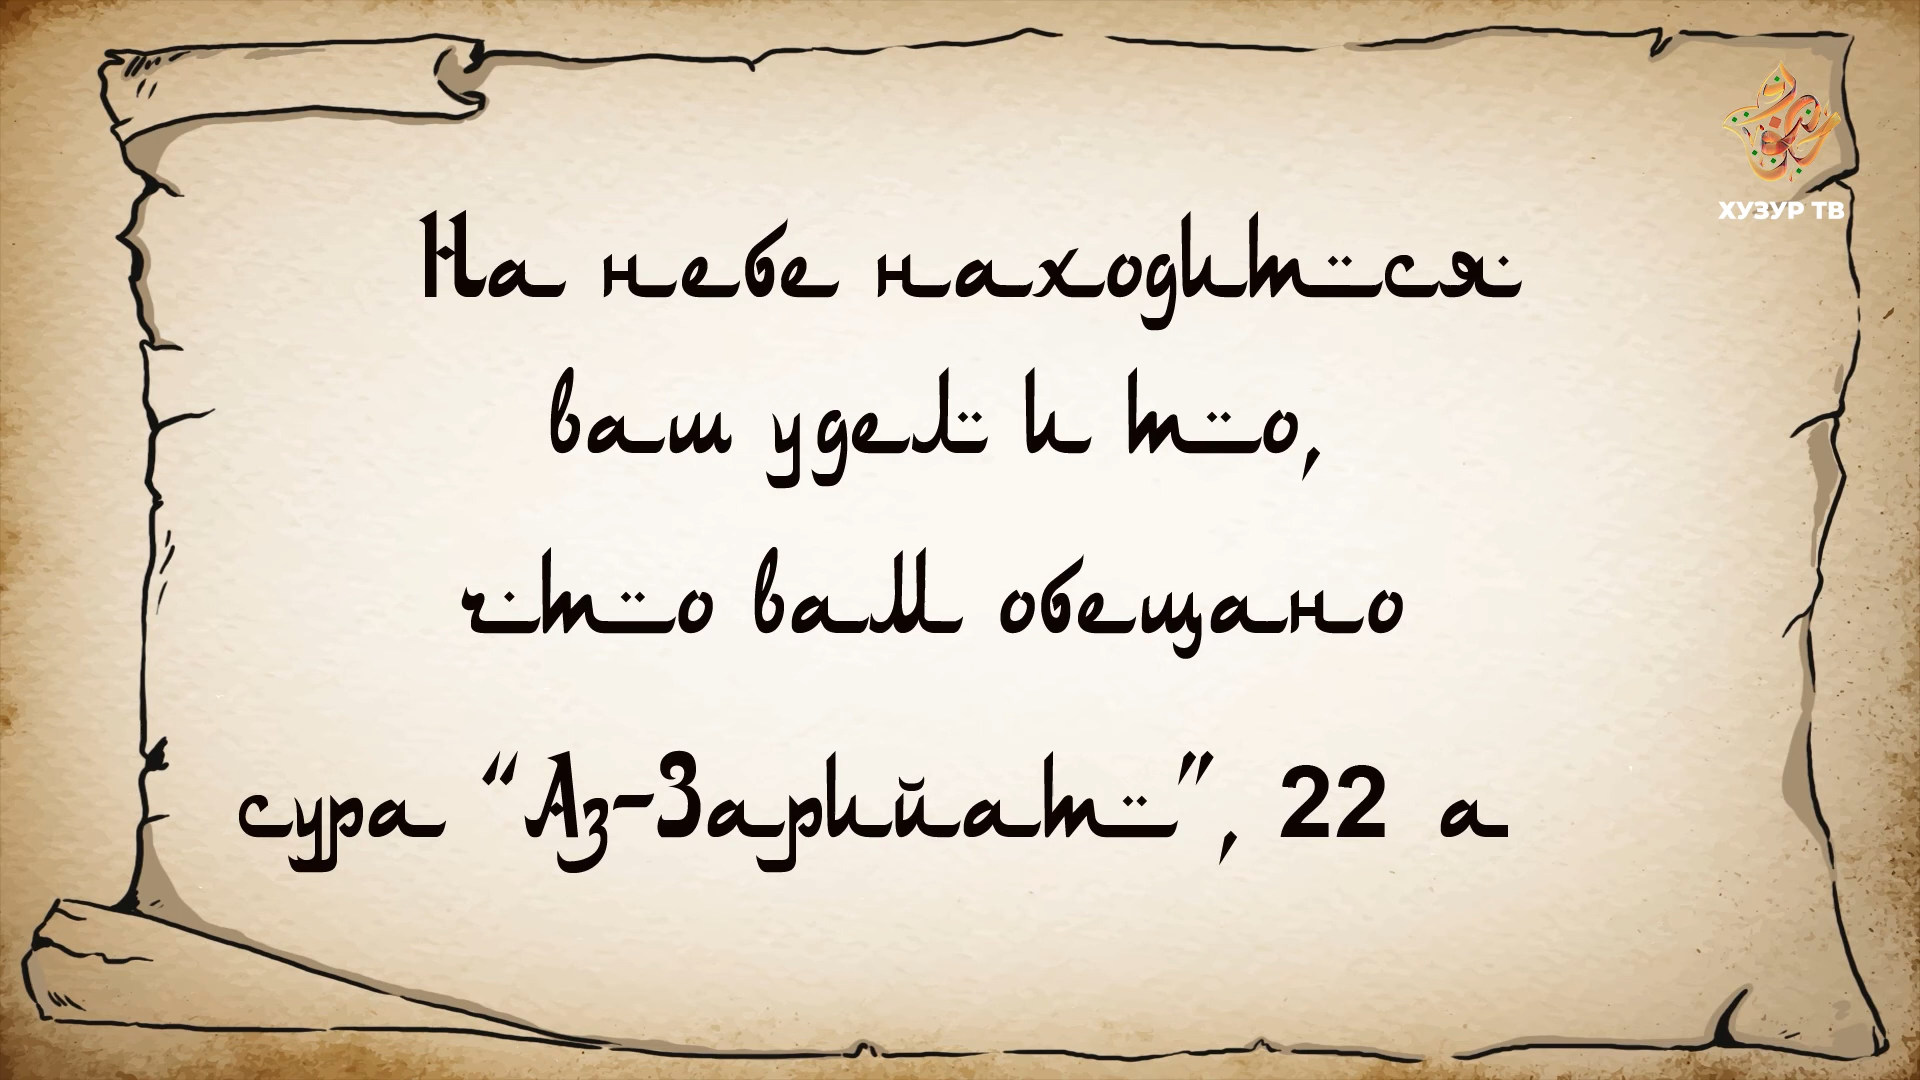 ХУЗУР ТВ
На небе находится
ваш удел и то,
что вам обещано
сура “Аз-Зарийат”, 22 а